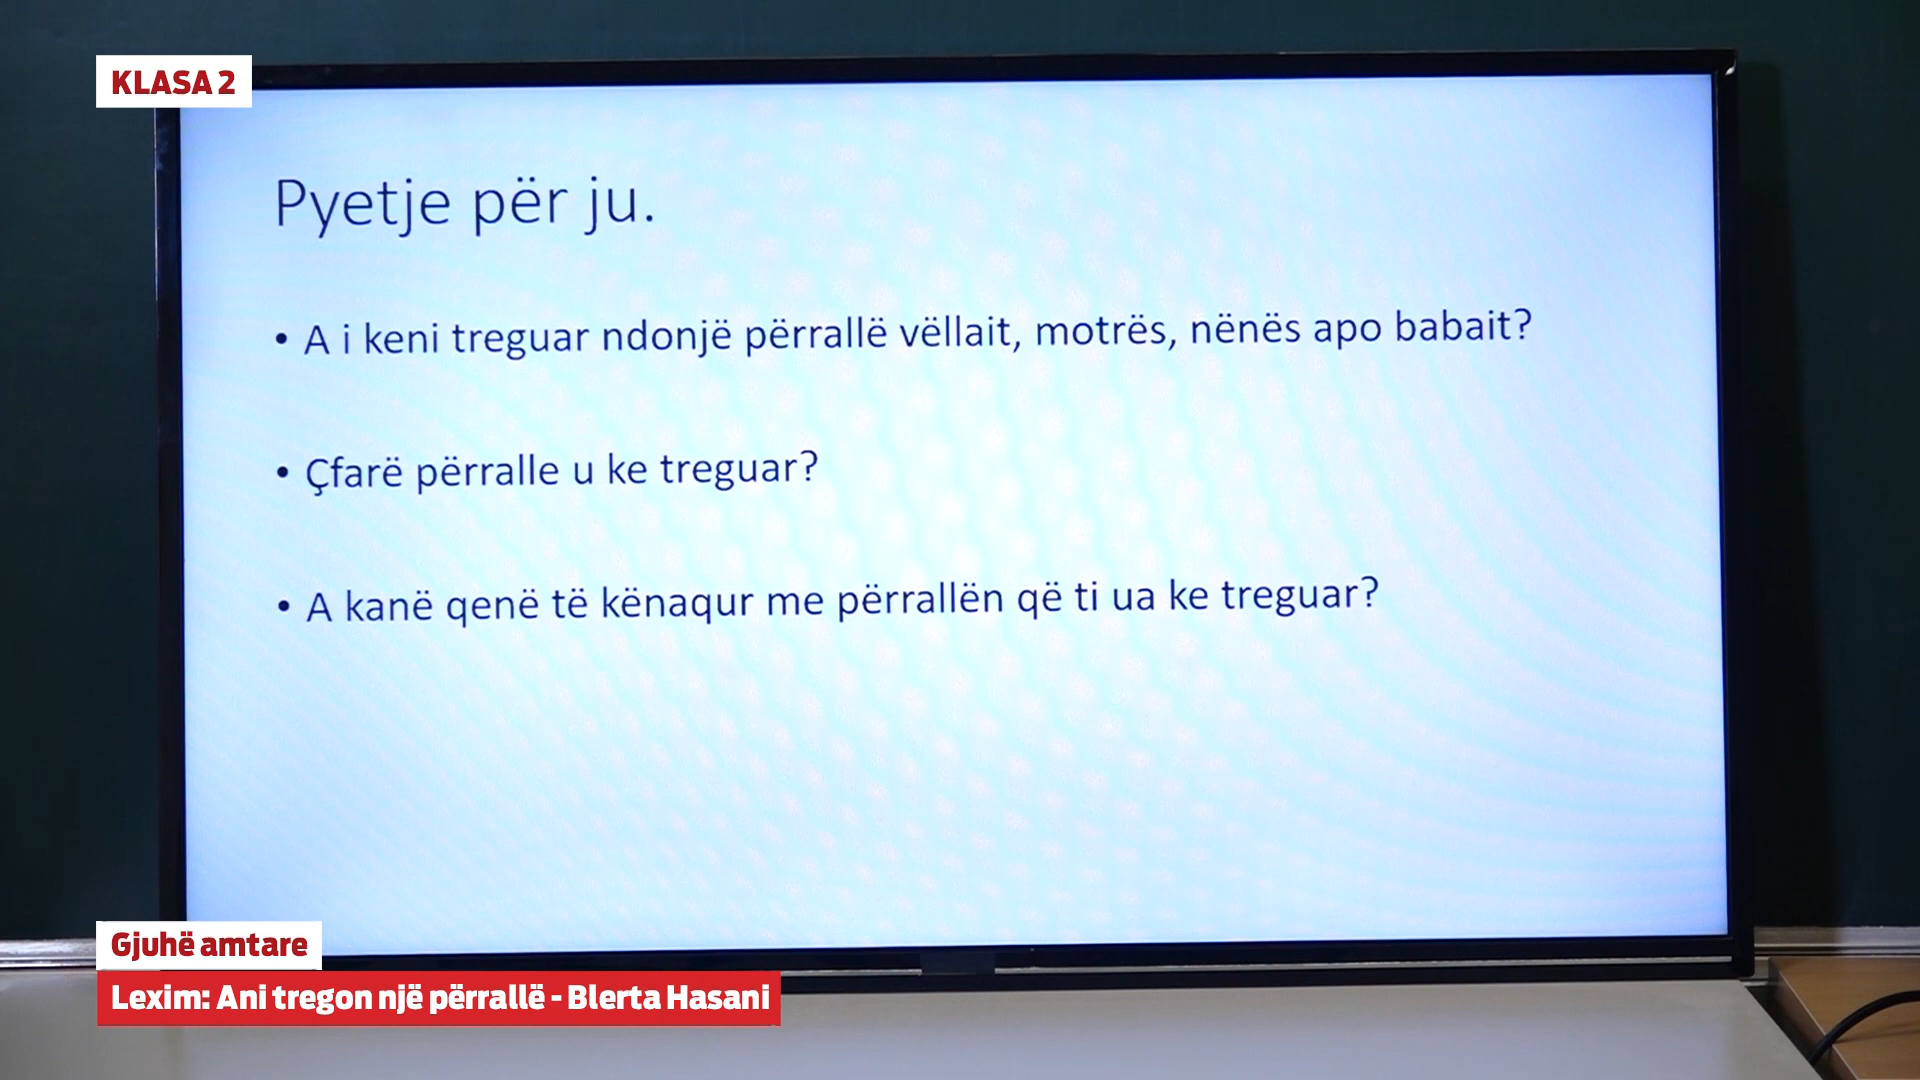 KLASA 2
Pyetje për ju.
• A i keni treguar ndonjë përrallë vëllait, motrës, nënës apo babait?
• Çfarë përralle u ke treguar?
• A kanë qenë të kënaqur me përrallën që ti ua ke treguar?
Gjuhë amtare
Lexim: Ani tregon një përrallë - Blerta Hasani